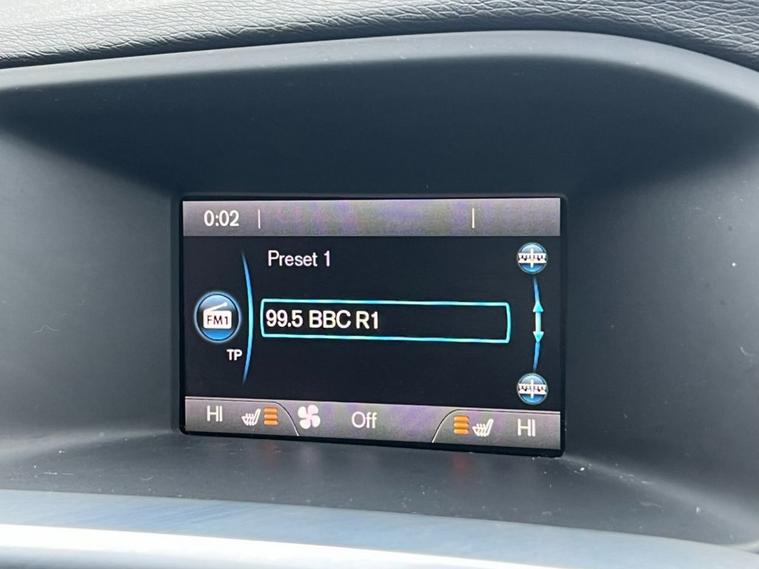 0:02
Preset 1
FM1
99.5 BBC R1
TP
HI
Off
HI